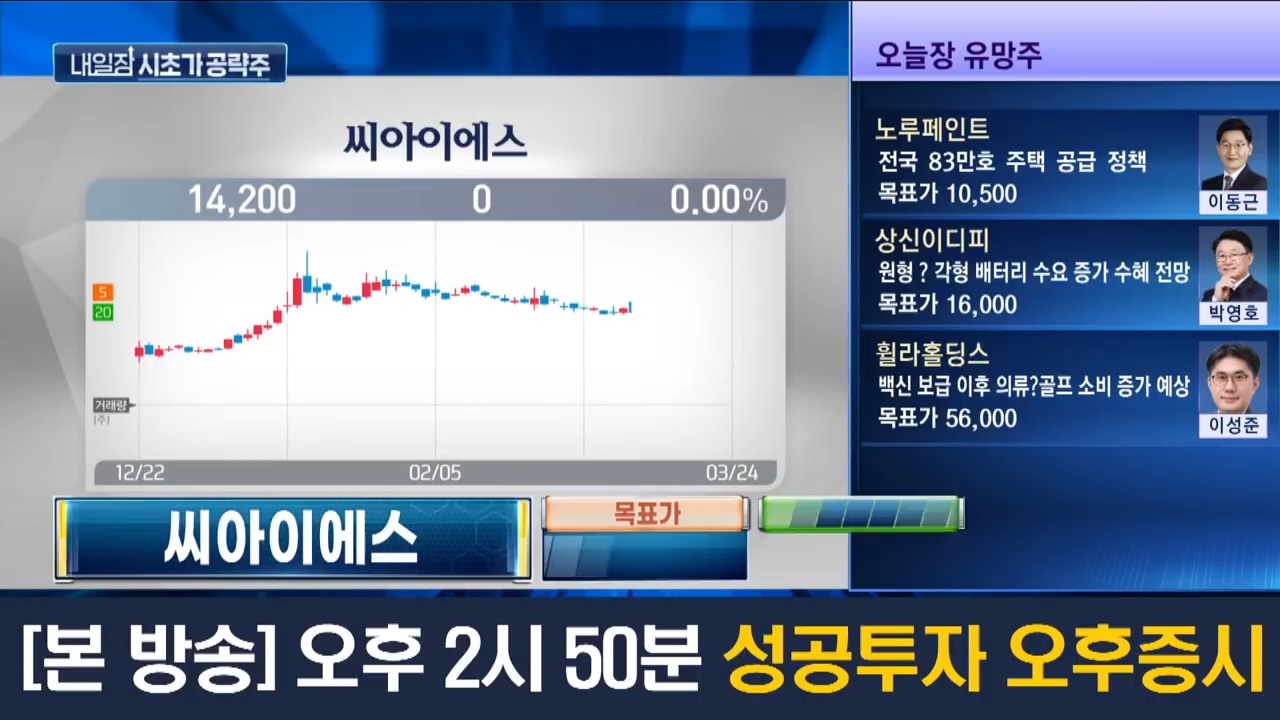 내일장 시초가 공략주
씨아이에스
14,200 0 0.00%
5
20
거래량
(주)
12/22 02/05 03/24
씨아이에스
목표가
오늘장 유망주
노루페인트
전국 83만호 주택 공급 정책
목표가 10,500
이동근
상신이디피
원형 ? 각형 배터리 수요 증가 수혜 전망
목표가 16,000
박영호
휠라홀딩스
백신 보급 이후 의류?골프 소비 증가 예상
목표가 56,000
이성준
[본 방송] 오후 2시 50분 성공투자 오후증시